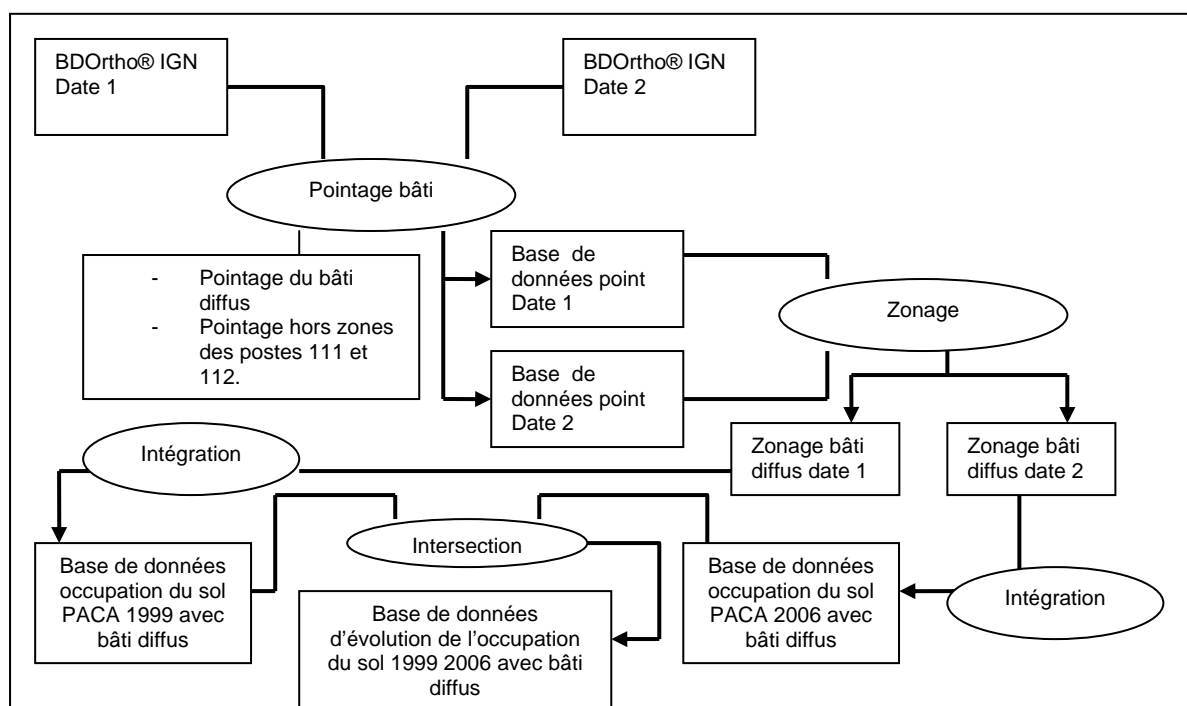 BDOrtho® IGN
Date 1
BDOrtho® IGN
Date 2
Pointage bâti
- Pointage du bâti
diffus
- Pointage hors zones
des postes 111 et
112.
Base de
données point
Date 1
Base de
données point
Date 2
Zonage
Zonage bâti
diffus date 1
Zonage bâti
diffus date 2
Intégration
Intersection
Base de données
occupation du sol
PACA 1999 avec
bâti diffus
Base de données
d'évolution de l'occupation
du sol 1999 2006 avec bâti
diffus
Base de données
occupation du sol
PACA 2006 avec
bâti diffus
Intégration